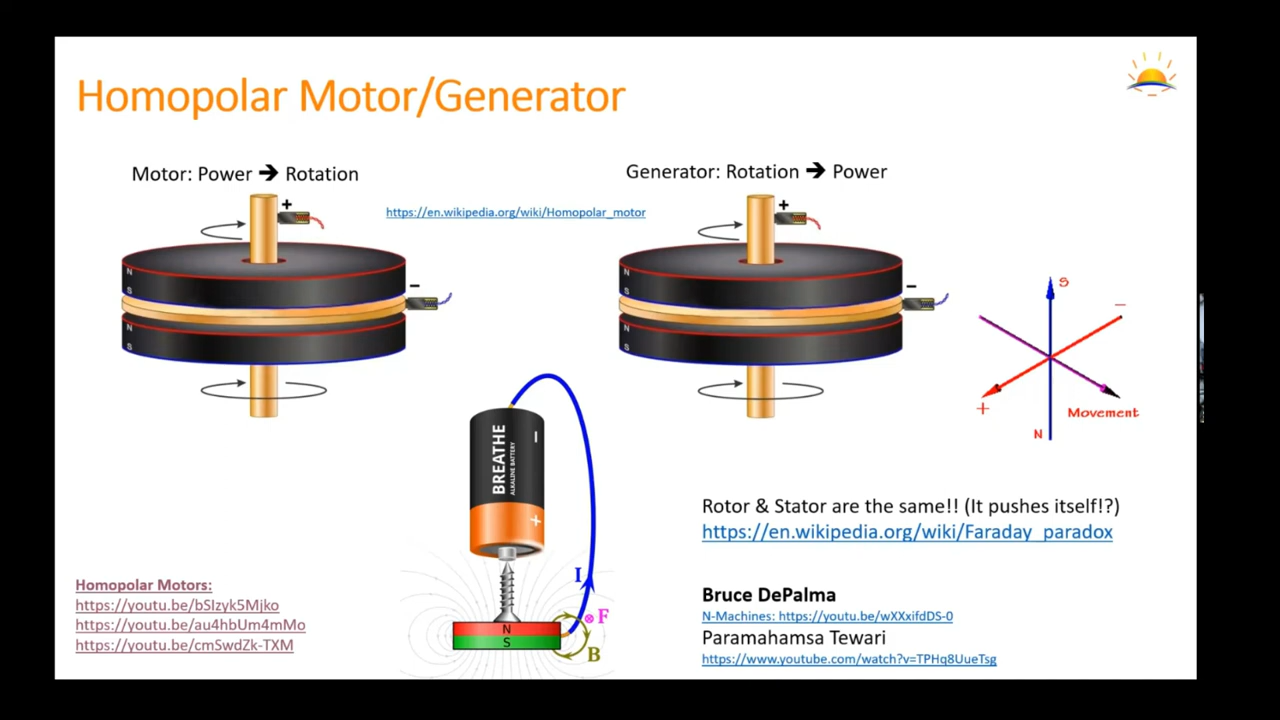 Homopolar Motor/Generator
Motor: Power ➔ Rotation
Generator: Rotation ➔ Power
https://en.wikipedia.org/wiki/Homopolar_motor
+
+
N
S
−
N
S
N
S
−
N
S
S
−
+
Movement
N
BREATHE
ALKALINE BATTERY
−
+
I
F
N
S
B
Rotor & Stator are the same!! (It pushes itself!?)
https://en.wikipedia.org/wiki/Faraday_paradox
Homopolar Motors:
https://youtu.be/bSIzyk5Mjko
https://youtu.be/au4hbUm4mMo
https://youtu.be/cmSwdZk-TXM
Bruce DePalma
N-Machines: https://youtu.be/wXXxifdDS-0
Paramahamsa Tewari
https://www.youtube.com/watch?v=TPHq8UueTsg